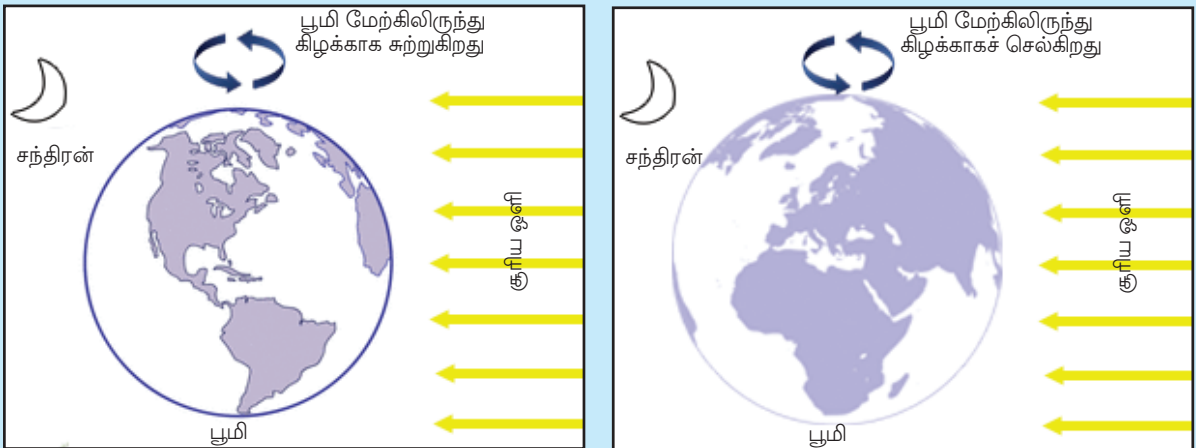 பூமி மேற்கிலிருந்து
கிழக்காக சுற்றுகிறது
சந்திரன்
சூரிய ஒளி
பூமி
பூமி மேற்கிலிருந்து
கிழக்காகச் செல்கிறது
சந்திரன்
சூரிய ஒளி
பூமி